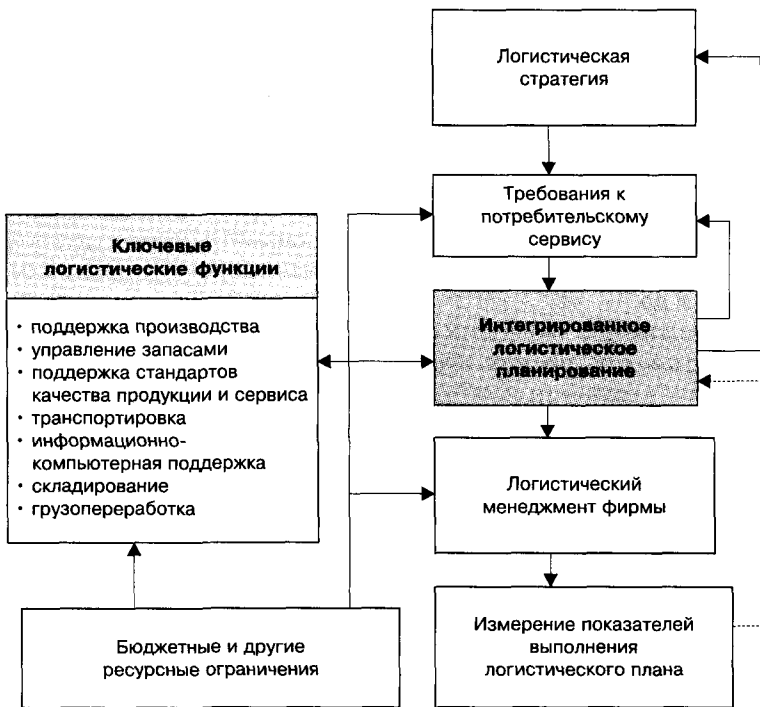 Логистическая
стратегия
Требования к
потребительскому
сервису
Ключевые
логистические функции
· поддержка производства
· управление запасами
· поддержка стандартов
качества продукции и сервиса
· транспортировка
· информационно-
компьютерная поддержка
· складирование
· грузопереработка
Интегрированное
логистическое
планирование
Логистический
менеджмент фирмы
Бюджетные и другие
ресурсные ограничения
Измерение показателей
выполнения
логистического плана